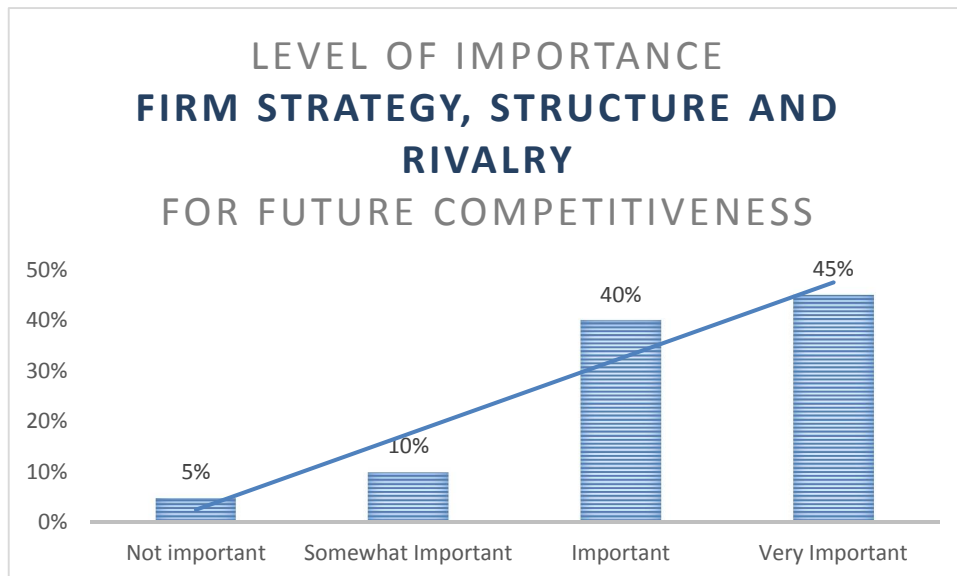 LEVEL OF IMPORTANCE
FIRM STRATEGY, STRUCTURE AND
RIVALRY
FOR FUTURE COMPETITIVENESS
50%
40%
30%
20%
10%
0%
5%
10%
40%
45%
Not important
Somewhat Important
Important
Very Important